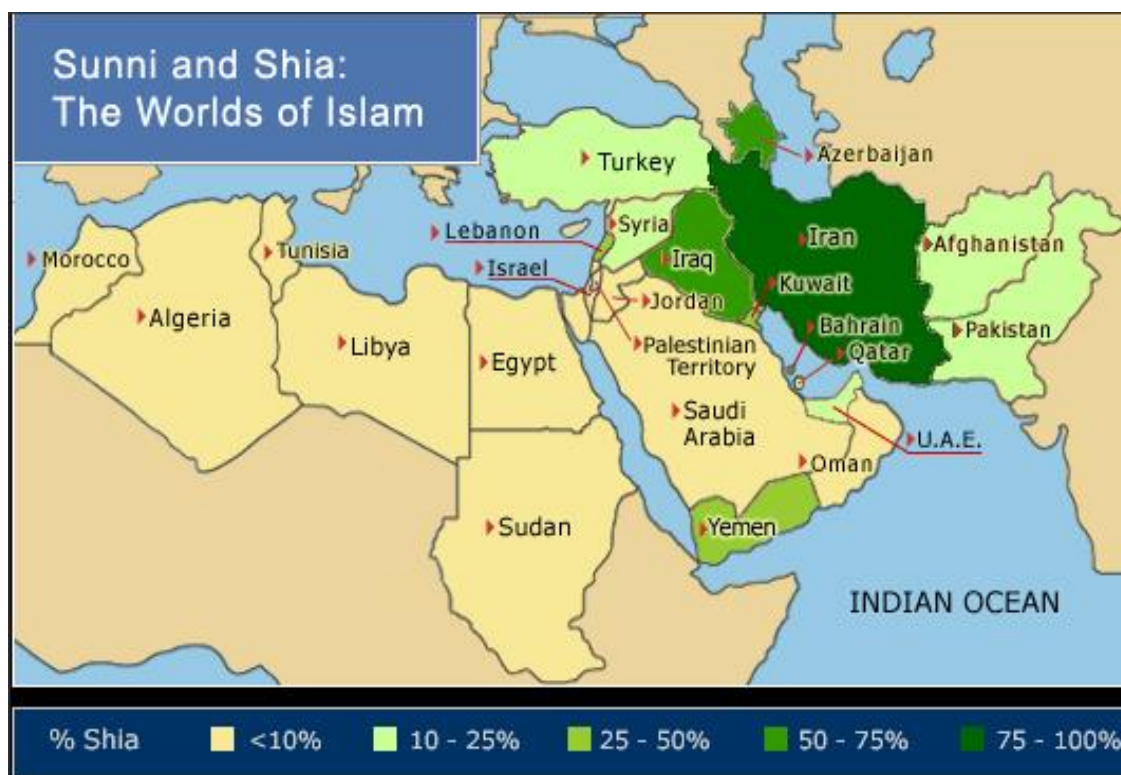 Sunni and Shia:
The Worlds of Islam
Azerbaijan
Turkey
Lebanon
Syria
Iran
Afghanistan
Morocco
Tunisia
Israel
Iraq
Kuwait
Algeria
Jordan
Bahrain
Pakistan
Libya
Egypt
Palestinian
Territory
Qatar
Saudi
Arabia
U.A.E.
Oman
Sudan
Yemen
INDIAN OCEAN
% Shia <10% 10 - 25% 25 - 50% 50 - 75% 75 - 100%